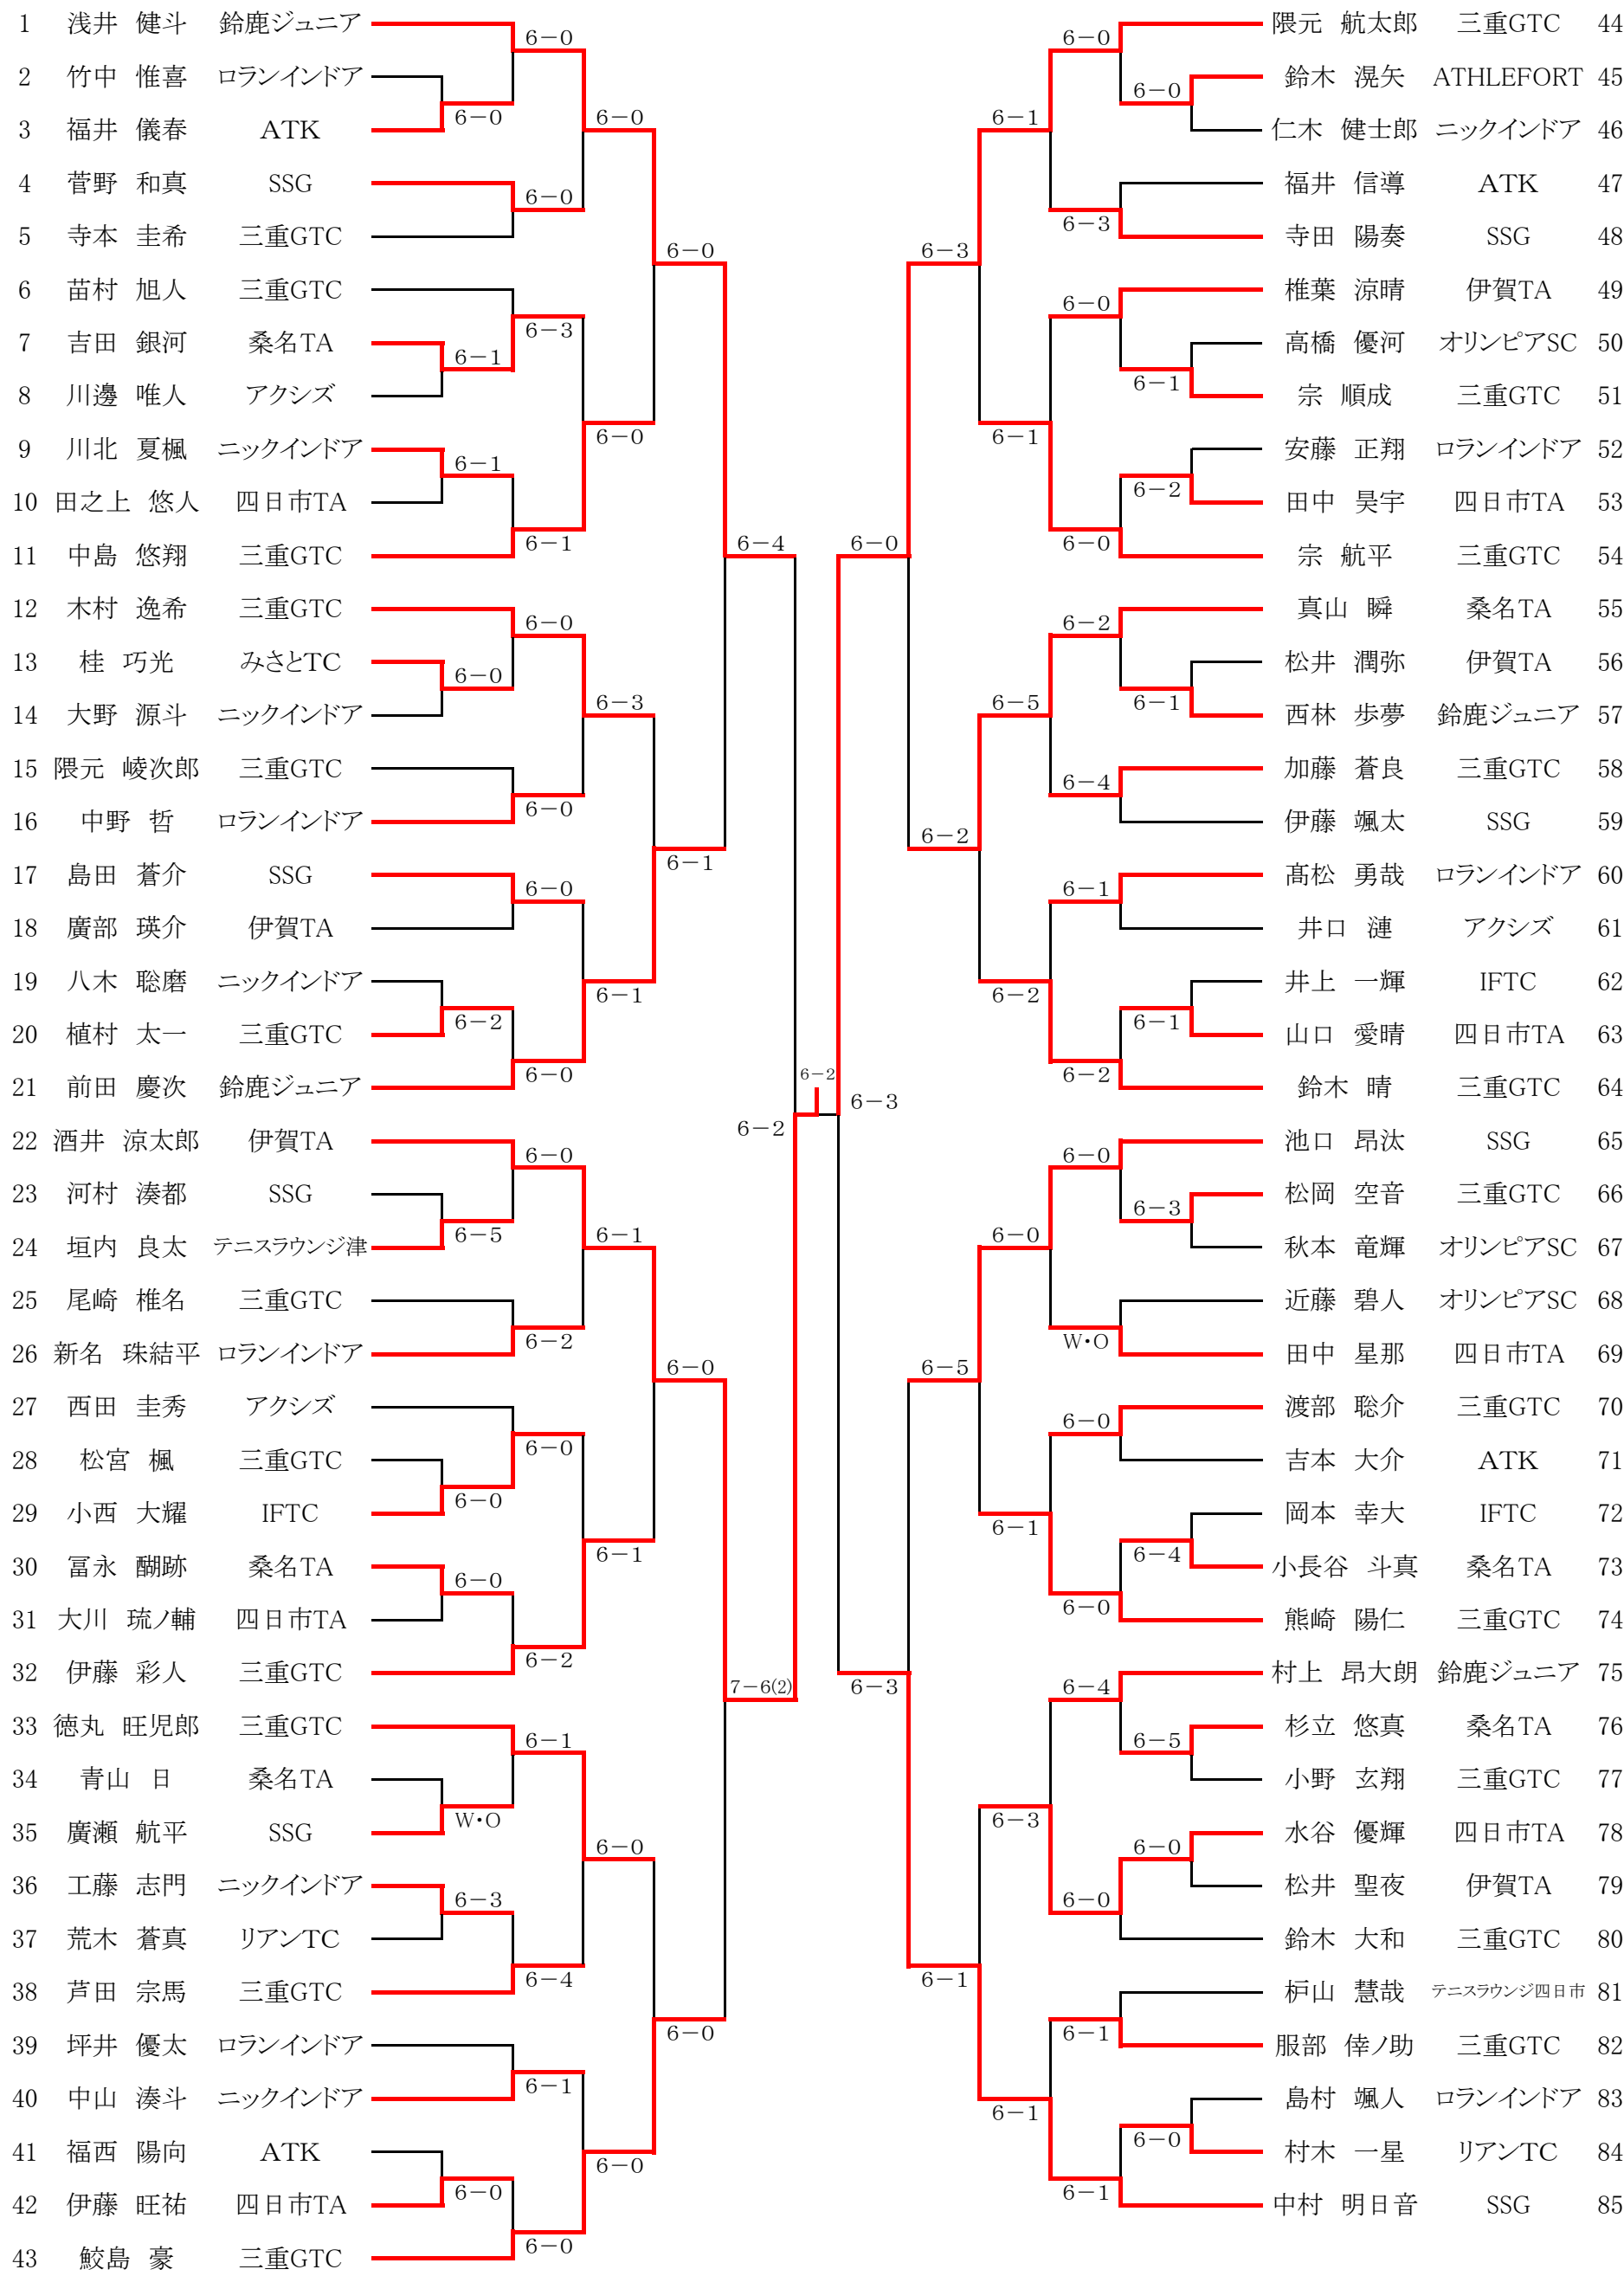 1 浅井 健斗 鈴鹿ジュニア
2 竹中 惟喜 ロランインドア
3 福井 儀春 ATK
4 菅野 和真 SSG
5 寺本 圭希 三重GTC
6 苗村 旭人 三重GTC
7 吉田 銀河 桑名TA
8 川邊 唯人 アクシズ
9 川北 夏楓 ニックインドア
10 田之上 悠人 四日市TA
11 中島 悠翔 三重GTC
12 木村 逸希 三重GTC
13 桂 巧光 みさとTC
14 大野 源斗 ニックインドア
15 隈元 崚次郎 三重GTC
16 中野 哲 ロランインドア
17 島田 蒼介 SSG
18 廣部 瑛介 伊賀TA
19 八木 聡磨 ニックインドア
20 植村 太一 三重GTC
21 前田 慶次 鈴鹿ジュニア
22 酒井 涼太郎 伊賀TA
23 河村 湊都 SSG
24 垣内 良太 テニスラウンジ津
25 尾崎 椎名 三重GTC
26 新名 珠結平 ロランインドア
27 西田 圭秀 アクシズ
28 松宮 楓 三重GTC
29 小西 大耀 IFTC
30 冨永 醐跡 桑名TA
31 大川 琉ノ輔 四日市TA
32 伊藤 彩人 三重GTC
33 徳丸 旺児郎 三重GTC
34 青山 日 桑名TA
35 廣瀬 航平 SSG
36 工藤 志門 ニックインドア
37 荒木 蒼真 リアンTC
38 芦田 宗馬 三重GTC
39 坪井 優太 ロランインドア
40 中山 湊斗 ニックインドア
41 福西 陽向 ATK
42 伊藤 旺祐 四日市TA
43 鮫島 豪 三重GTC
6-0
6-1
6-1
6-0
6-2
6-5
6-0
6-0
W・O
6-3
6-0
6-0
6-0
6-3
6-1
6-0
6-0
6-0
6-0
6-0
6-2
6-0
6-2
6-1
6-4
6-1
6-0
6-0
6-0
6-3
6-1
6-1
6-1
6-0
6-0
6-0
6-1
6-0
6-0
6-4
7-6(2)
6-2
6-2
6-3
6-0
6-3
6-3
6-2
6-5
6-1
6-1
6-1
6-5
6-2
6-0
6-1
6-3
6-1
6-0
6-3
6-0
6-0
6-2
6-4
6-1
6-2
6-0
W・O
6-0
6-0
6-4
6-0
6-1
6-1
6-0
6-1
6-2
6-1
6-1
6-3
6-4
6-5
6-0
6-0
隈元 航太郎 三重GTC 44
鈴木 滉矢 ATHLEFORT 45
仁木 健士郎 ニックインドア 46
福井 信導 ATK 47
寺田 陽奏 SSG 48
椎葉 涼晴 伊賀TA 49
高橋 優河 オリンピアSC 50
宗 順成 三重GTC 51
安藤 正翔 ロランインドア 52
田中 昊宇 四日市TA 53
宗 航平 三重GTC 54
真山 瞬 桑名TA 55
松井 潤弥 伊賀TA 56
西林 歩夢 鈴鹿ジュニア 57
加藤 蒼良 三重GTC 58
伊藤 颯太 SSG 59
髙松 勇哉 ロランインドア 60
井口 漣 アクシズ 61
井上 一輝 IFTC 62
山口 愛晴 四日市TA 63
鈴木 晴 三重GTC 64
池口 昂汰 SSG 65
松岡 空音 三重GTC 66
秋本 竜輝 オリンピアSC 67
近藤 碧人 オリンピアSC 68
田中 星那 四日市TA 69
渡部 聡介 三重GTC 70
吉本 大介 ATK 71
岡本 幸大 IFTC 72
小長谷 斗真 桑名TA 73
熊崎 陽仁 三重GTC 74
村上 昂大朗 鈴鹿ジュニア 75
杉立 悠真 桑名TA 76
小野 玄翔 三重GTC 77
水谷 優輝 四日市TA 78
松井 聖夜 伊賀TA 79
鈴木 大和 三重GTC 80
枦山 慧哉 テニスラウンジ四日市 81
服部 倖ノ助 三重GTC 82
島村 颯人 ロランインドア 83
村木 一星 リアンTC 84
中村 明日音 SSG 85